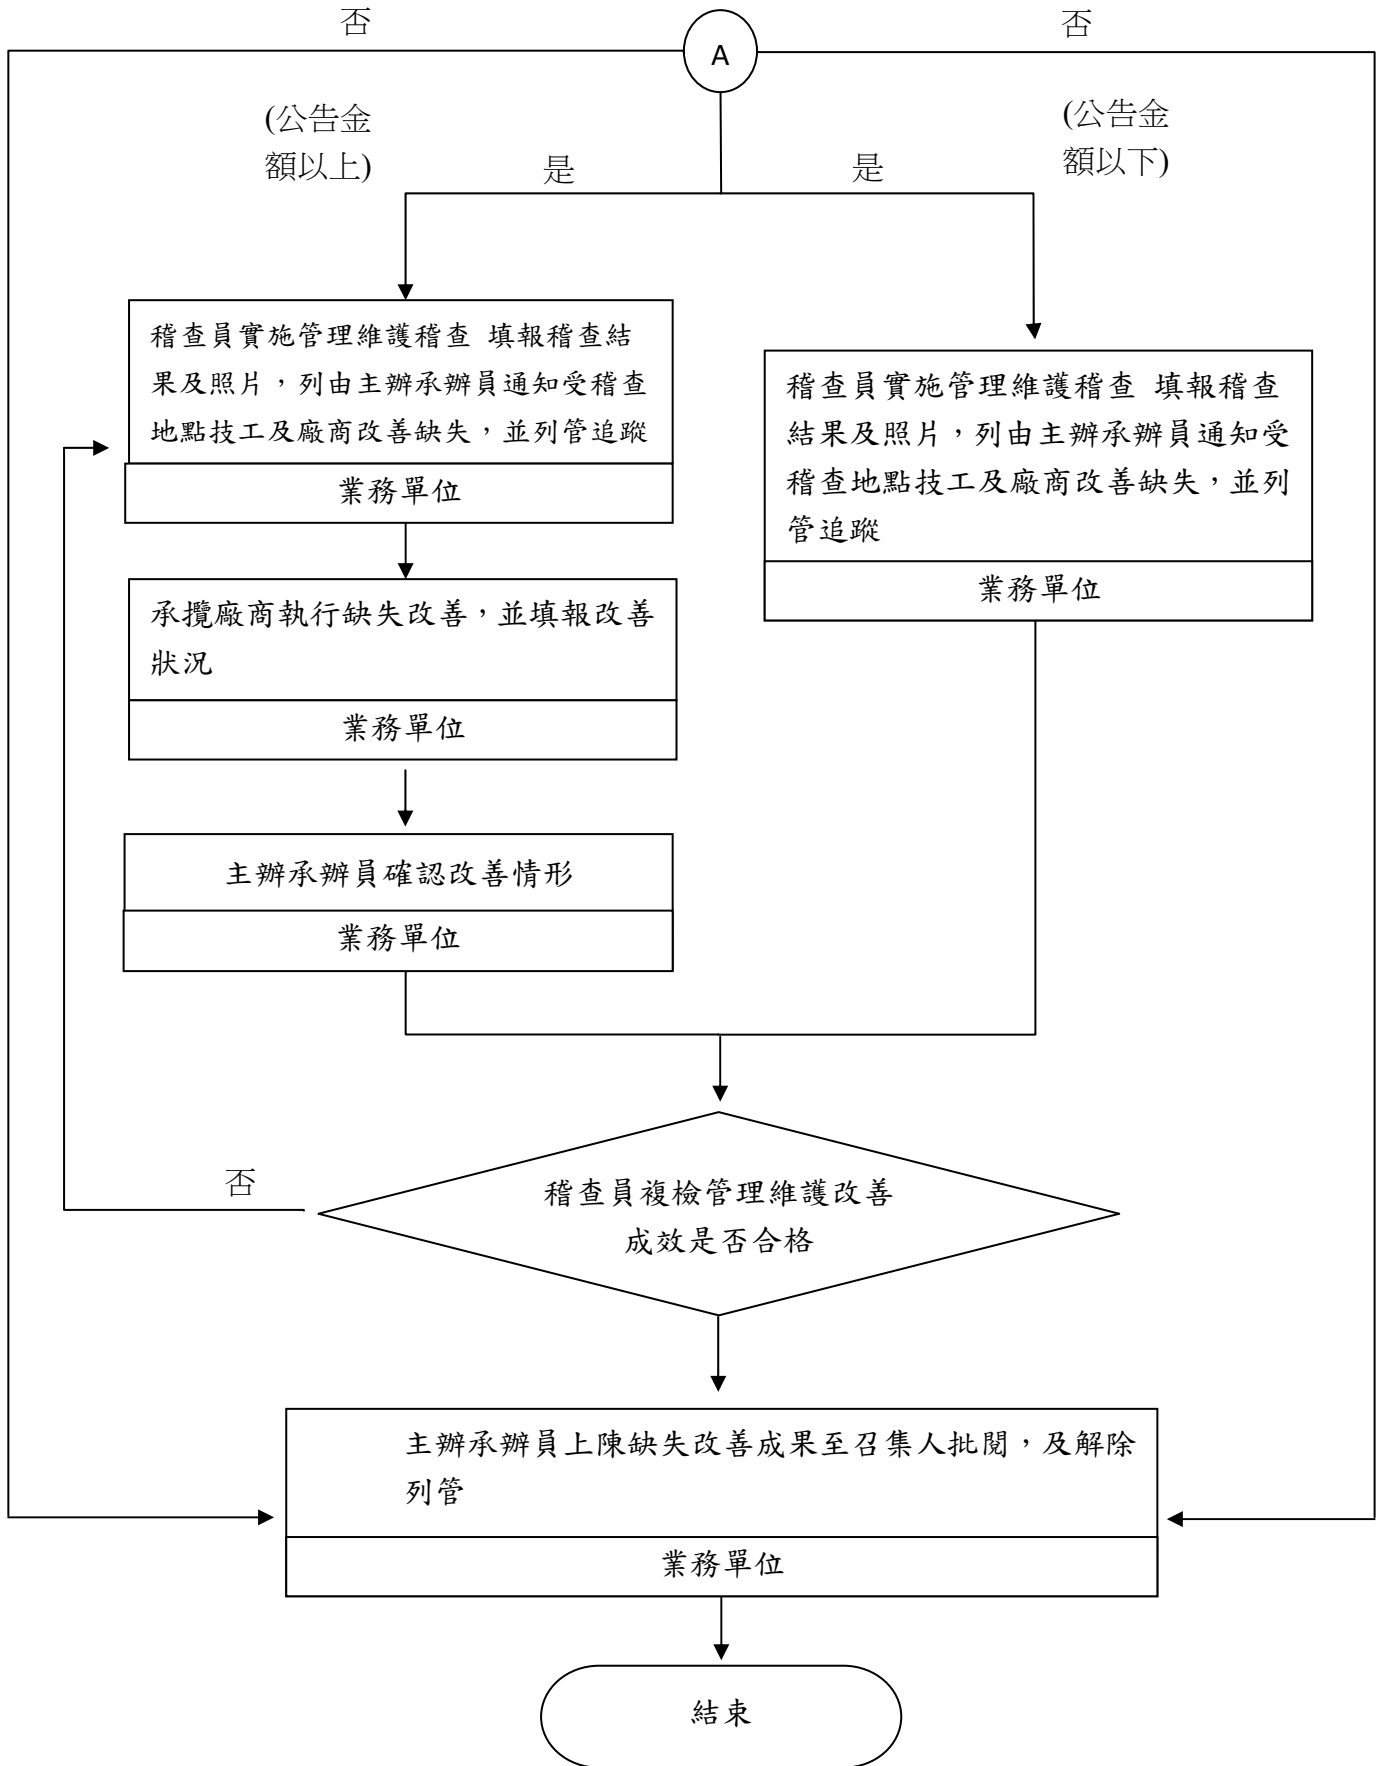 否
A
否
(公告金
額以上)
是
是
(公告金
額以下)
稽查員實施管理維護稽查 填報稽查結
果及照片，列由主辦承辦員通知受稽查
地點技工及廠商改善缺失，並列管追蹤
業務單位
稽查員實施管理維護稽查 填報稽查
結果及照片，列由主辦承辦員通知受
稽查地點技工及廠商改善缺失，並列
管追蹤
業務單位
承攬廠商執行缺失改善，並填報改善
狀況
業務單位
主辦承辦員確認改善情形
業務單位
否
稽查員複檢管理維護改善
成效是否合格
主辦承辦員上陳缺失改善成果至召集人批閱，及解除
列管
業務單位
結束